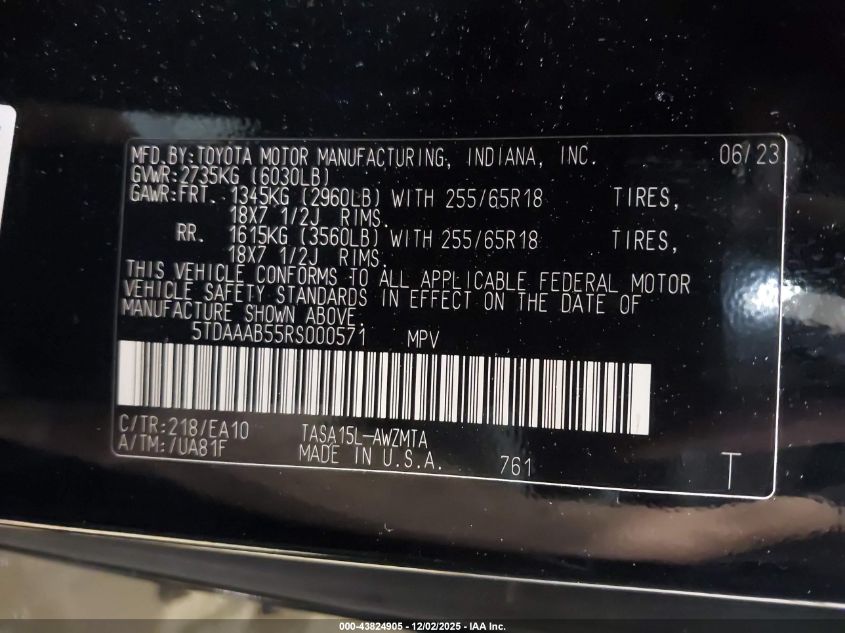 MFD.BY:TOYOTA MOTOR MANUFACTURING, INDIANA, INC. 06/23
GVWR:2735KG (6030LB)
GAWR:FRT. 1345KG (2960LB) WITH 255/65R18 TIRES,
18X7 1/2J RIMS.
RR. 1615KG (3560LB) WITH 255/65R18 TIRES,
18X7 1/2J RIMS.
THIS VEHICLE CONFORMS TO ALL APPLICABLE FEDERAL MOTOR
VEHICLE SAFETY STANDARDS IN EFFECT ON THE DATE OF
MANUFACTURE SHOWN ABOVE.
5TDAAAB55RS000571 MPV
C/TR:218/EA10 TASA15L-AWZMTA
A/TM:7UA81F MADE IN U.S.A. 761 T
000-43824905 - 12/02/2025 - IAA Inc.